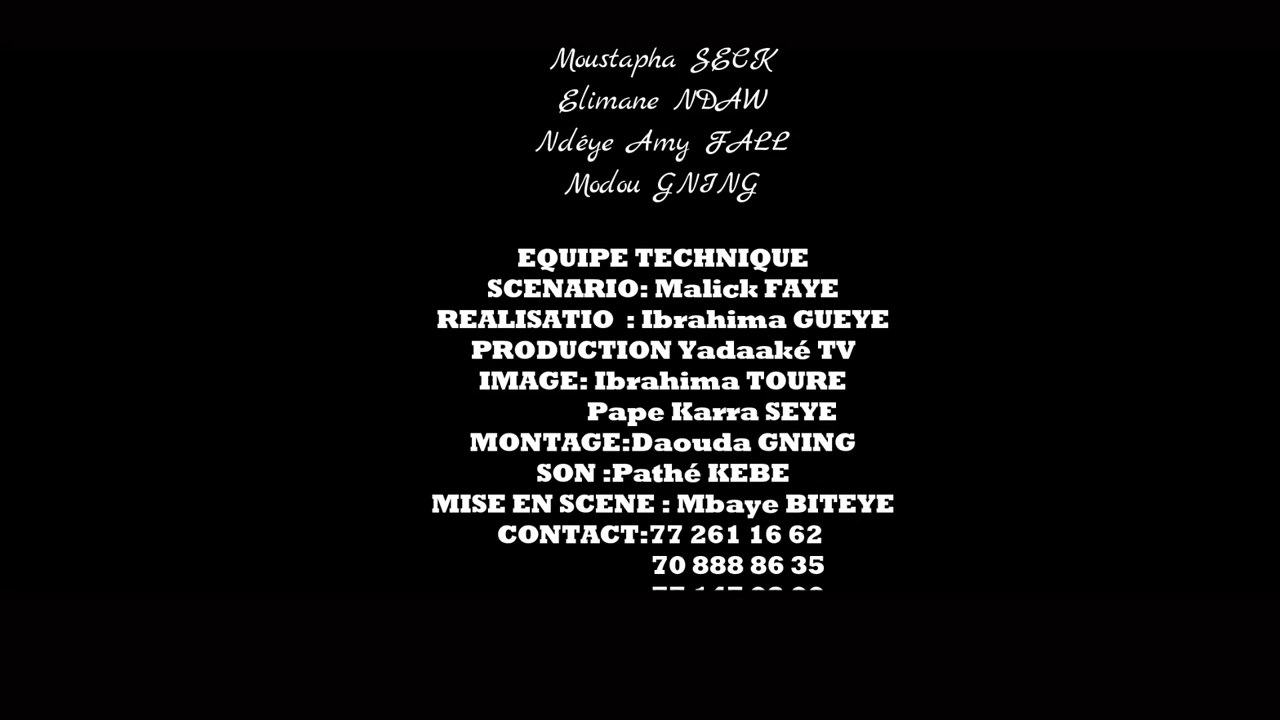 Moustapha SECK
Elimane NDAW
Ndéye Amy FALL
Modou GNING
EQUIPE TECHNIQUE
SCENARIO: Malick FAYE
REALISATIO : Ibrahima GUEYE
PRODUCTION Yadaaké TV
IMAGE: Ibrahima TOURE
Pape Karra SEYE
MONTAGE:Daouda GNING
SON :Pathé KEBE
MISE EN SCENE : Mbaye BITEYE
CONTACT:77 261 16 62
70 888 86 35